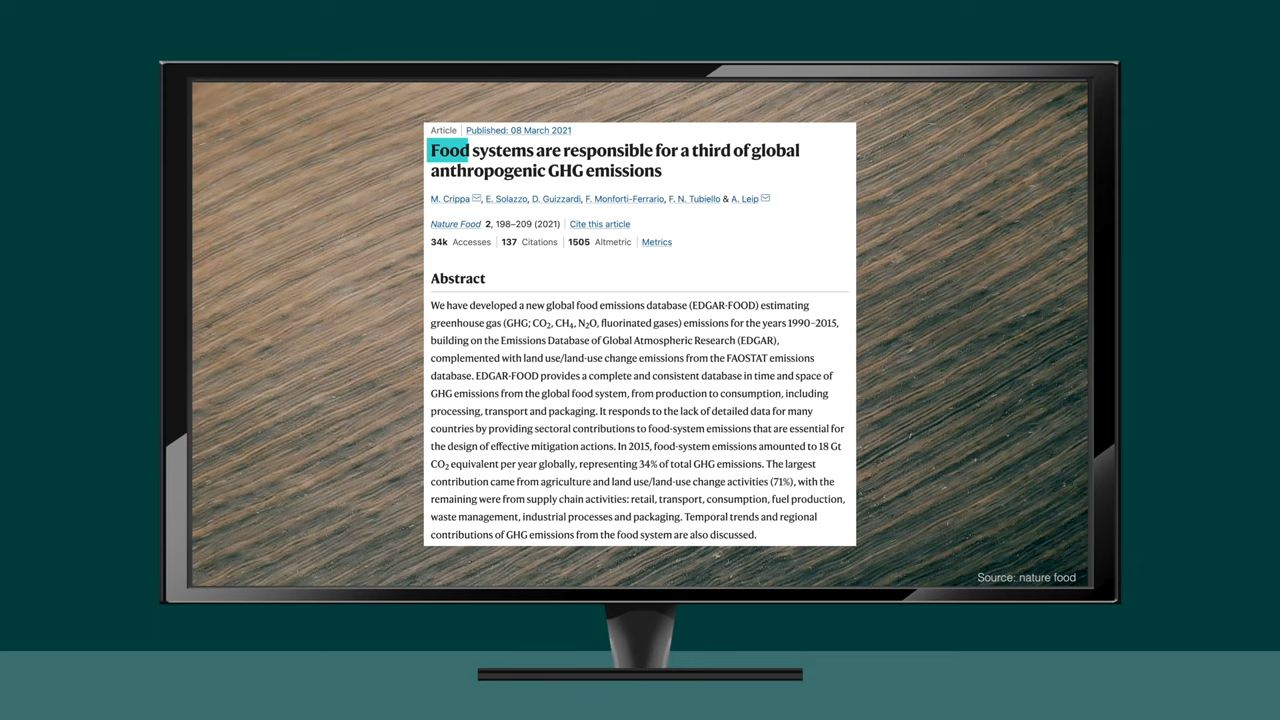 Article | Published: 08 March 2021
Food systems are responsible for a third of global
anthropogenic GHG emissions
M. Crippa, E. Solazzo, D. Guizzardi, F. Monforti-Ferrario, F. N. Tubiello & A. Leip
Nature Food 2, 198–209 (2021) | Cite this article
34k Accesses | 137 Citations | 1505 Altmetric | Metrics
Abstract
We have developed a new global food emissions database (EDGAR-FOOD) estimating
greenhouse gas (GHG; CO₂, CH₄, N₂O, fluorinated gases) emissions for the years 1990–2015,
building on the Emissions Database of Global Atmospheric Research (EDGAR),
complemented with land use/land-use change emissions from the FAOSTAT emissions
database. EDGAR-FOOD provides a complete and consistent database in time and space of
GHG emissions from the global food system, from production to consumption, including
processing, transport and packaging. It responds to the lack of detailed data for many
countries by providing sectoral contributions to food-system emissions that are essential for
the design of effective mitigation actions. In 2015, food-system emissions amounted to 18 Gt
CO₂ equivalent per year globally, representing 34% of total GHG emissions. The largest
contribution came from agriculture and land use/land-use change activities (71%), with the
remaining were from supply chain activities: retail, transport, consumption, fuel production,
waste management, industrial processes and packaging. Temporal trends and regional
contributions of GHG emissions from the food system are also discussed.
Source: nature food